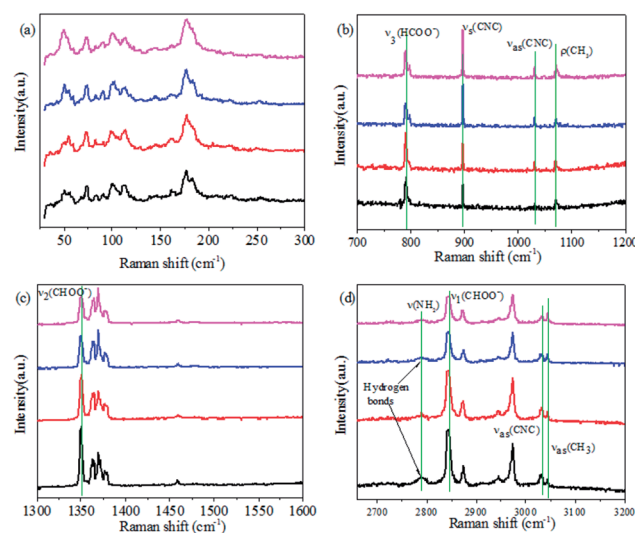 (a)
Intensity(a.u.)
50 100 150 200 250 300
Raman shift (cm⁻¹)
(b)
ν₃(HCOO⁻)
νₛ(CNC)
νₐₛ(CNC)
ρ(CH₃)
Intensity(a.u.)
700 800 900 1000 1100 1200
Raman shift (cm⁻¹)
(c)
ν₂(CHOO⁻)
Intensity(a.u.)
1300 1350 1400 1450 1500 1550 1600
Raman shift (cm⁻¹)
(d)
ν(NH₂)
ν₁(CHOO⁻)
Hydrogen
bonds
νₐₛ(CNC)
νₐₛ(CH3)
Intensity(a.u.)
2700 2800 2900 3000 3100 3200
Raman shift (cm⁻¹)